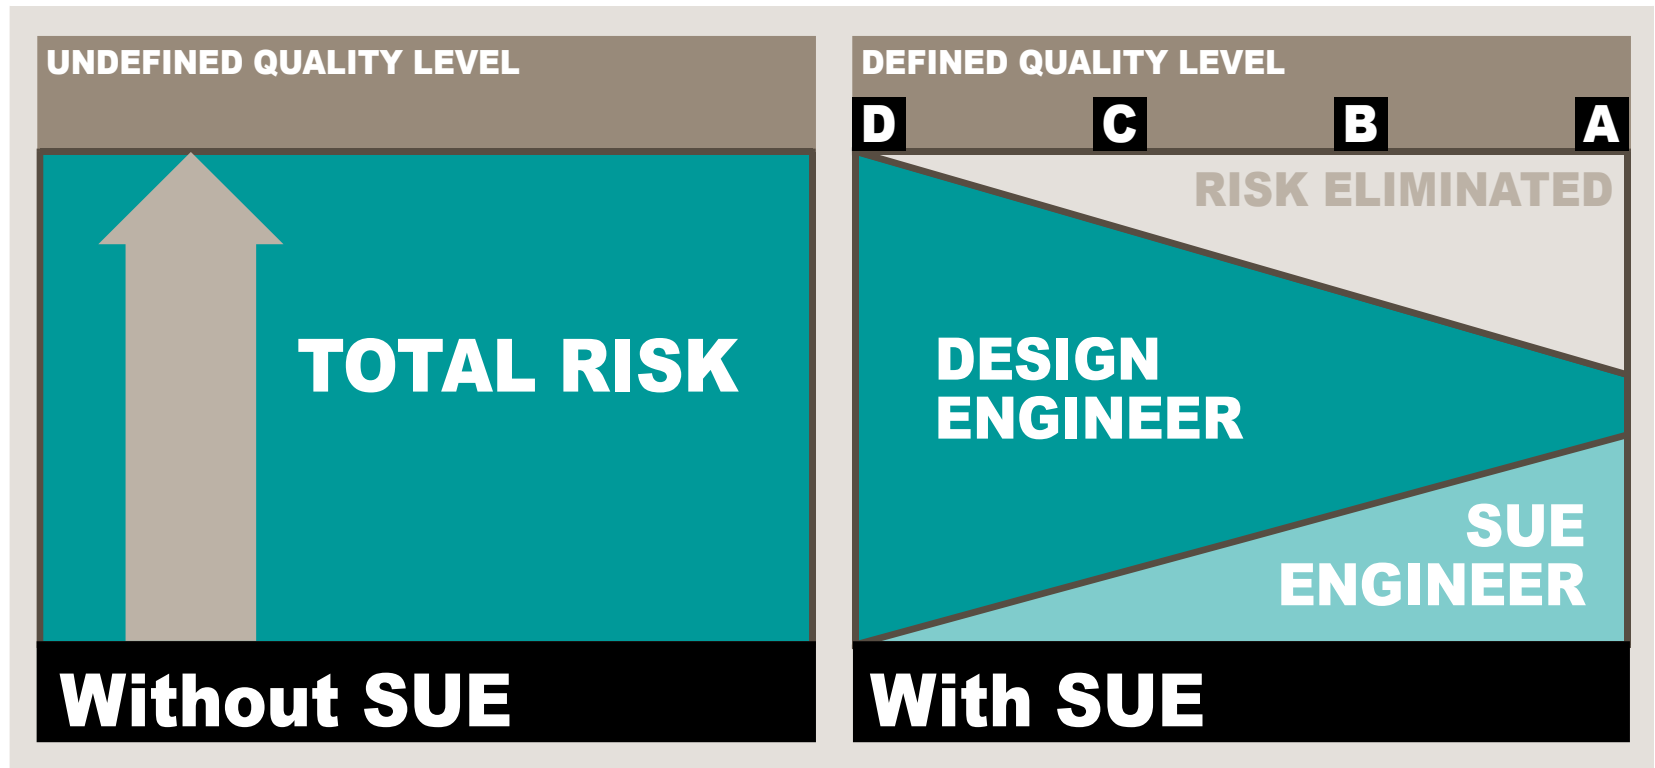 UNDEFINED QUALITY LEVEL
TOTAL RISK
Without SUE
DEFINED QUALITY LEVEL
D C B A
RISK ELIMINATED
DESIGN
ENGINEER
SUE
ENGINEER
With SUE